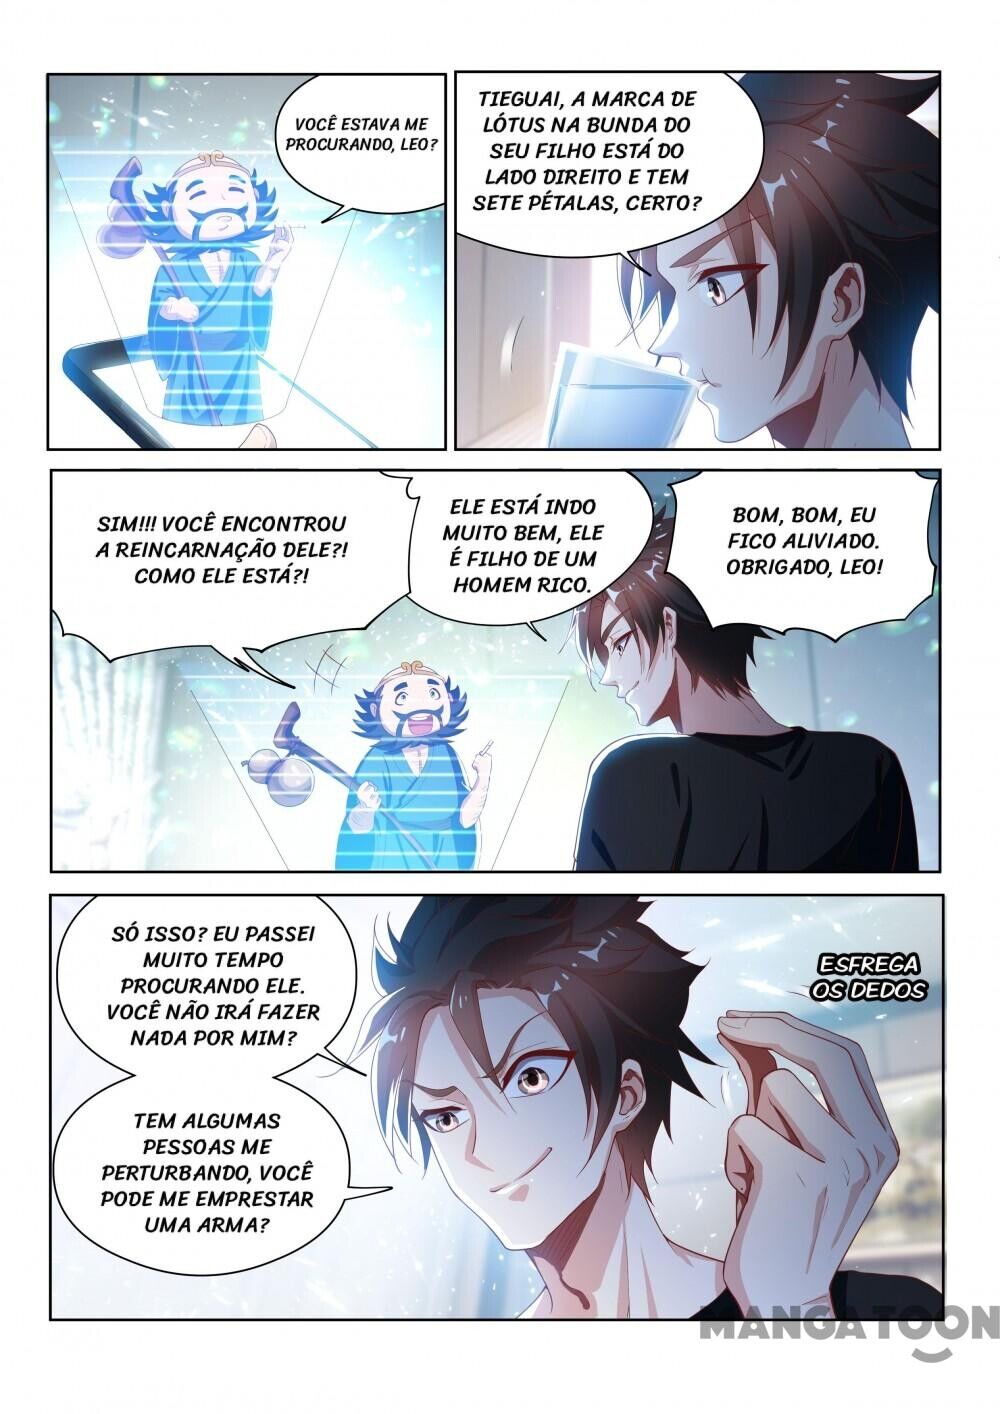 VOCÊ ESTAVA ME
PROCURANDO, LEO?
TIEGUAI, A MARCA DE
LÓTUS NA BUNDA DO
SEU FILHO ESTÁ DO
LADO DIREITO E TEM
SETE PÉTALAS, CERTO?
SIM!!! VOCÊ ENCONTROU
A REINCARNAÇÃO DELE?!
COMO ELE ESTÁ?!
ELE ESTÁ INDO
MUITO BEM, ELE
É FILHO DE UM
HOMEM RICO.
BOM, BOM, EU
FICO ALIVIADO.
OBRIGADO, LEO!
SÓ ISSO? EU PASSEI
MUITO TEMPO
PROCURANDO ELE.
VOCÊ NÃO IRÁ FAZER
NADA POR MIM?
ESFREGA
OS DEDOS
TEM ALGUMAS
PESSOAS ME
PERTURBANDO, VOCÊ
PODE ME EMPRESTAR
UMA ARMA?
MANGATOON